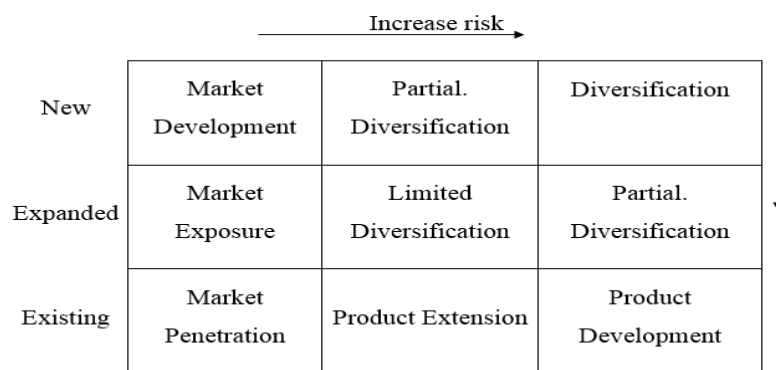 Increase risk
New
Market
Development
Partial.
Diversification
Diversification
Expanded
Market
Exposure
Limited
Diversification
Partial.
Diversification
Existing
Market
Penetration
Product Extension
Product
Development